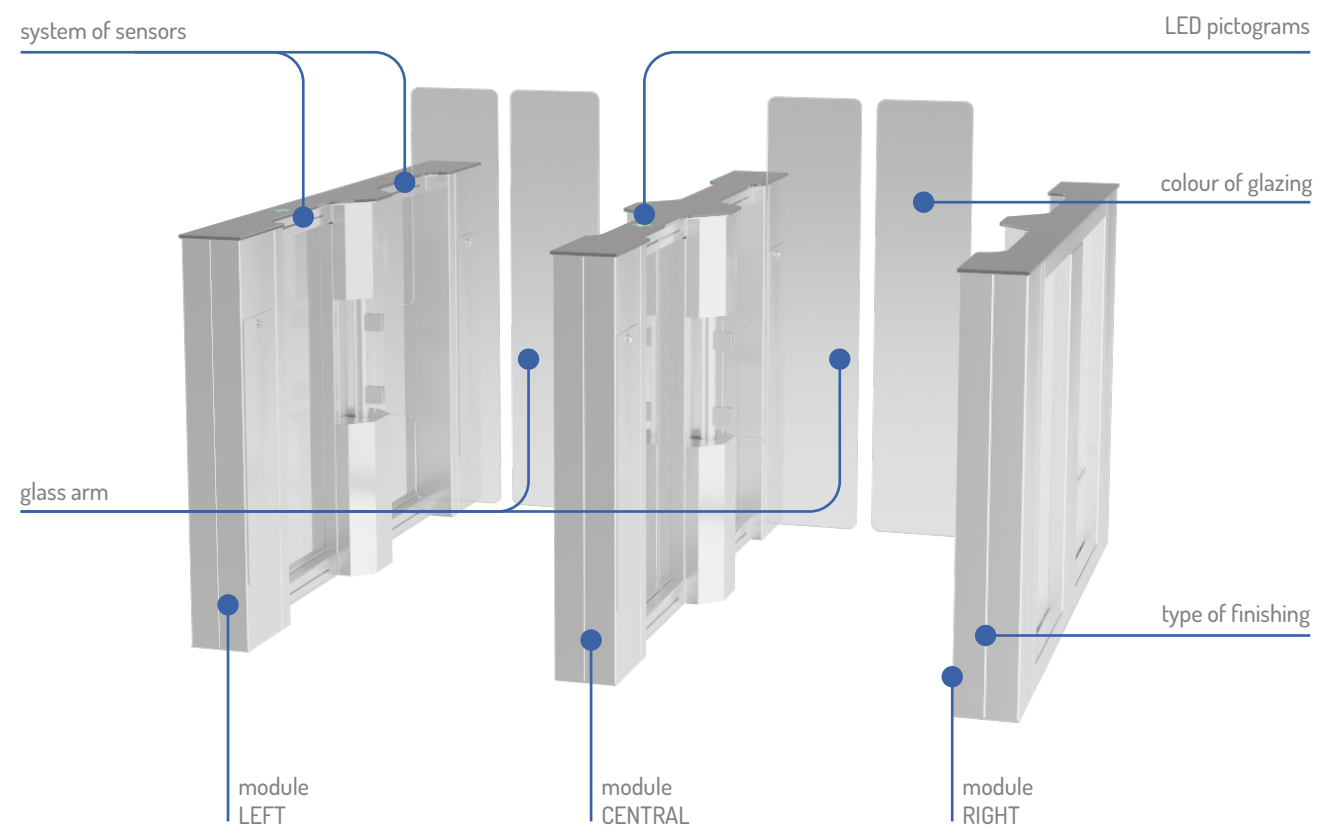 system of sensors
LED pictograms
colour of glazing
glass arm
type of finishing
module
LEFT
module
CENTRAL
module
RIGHT